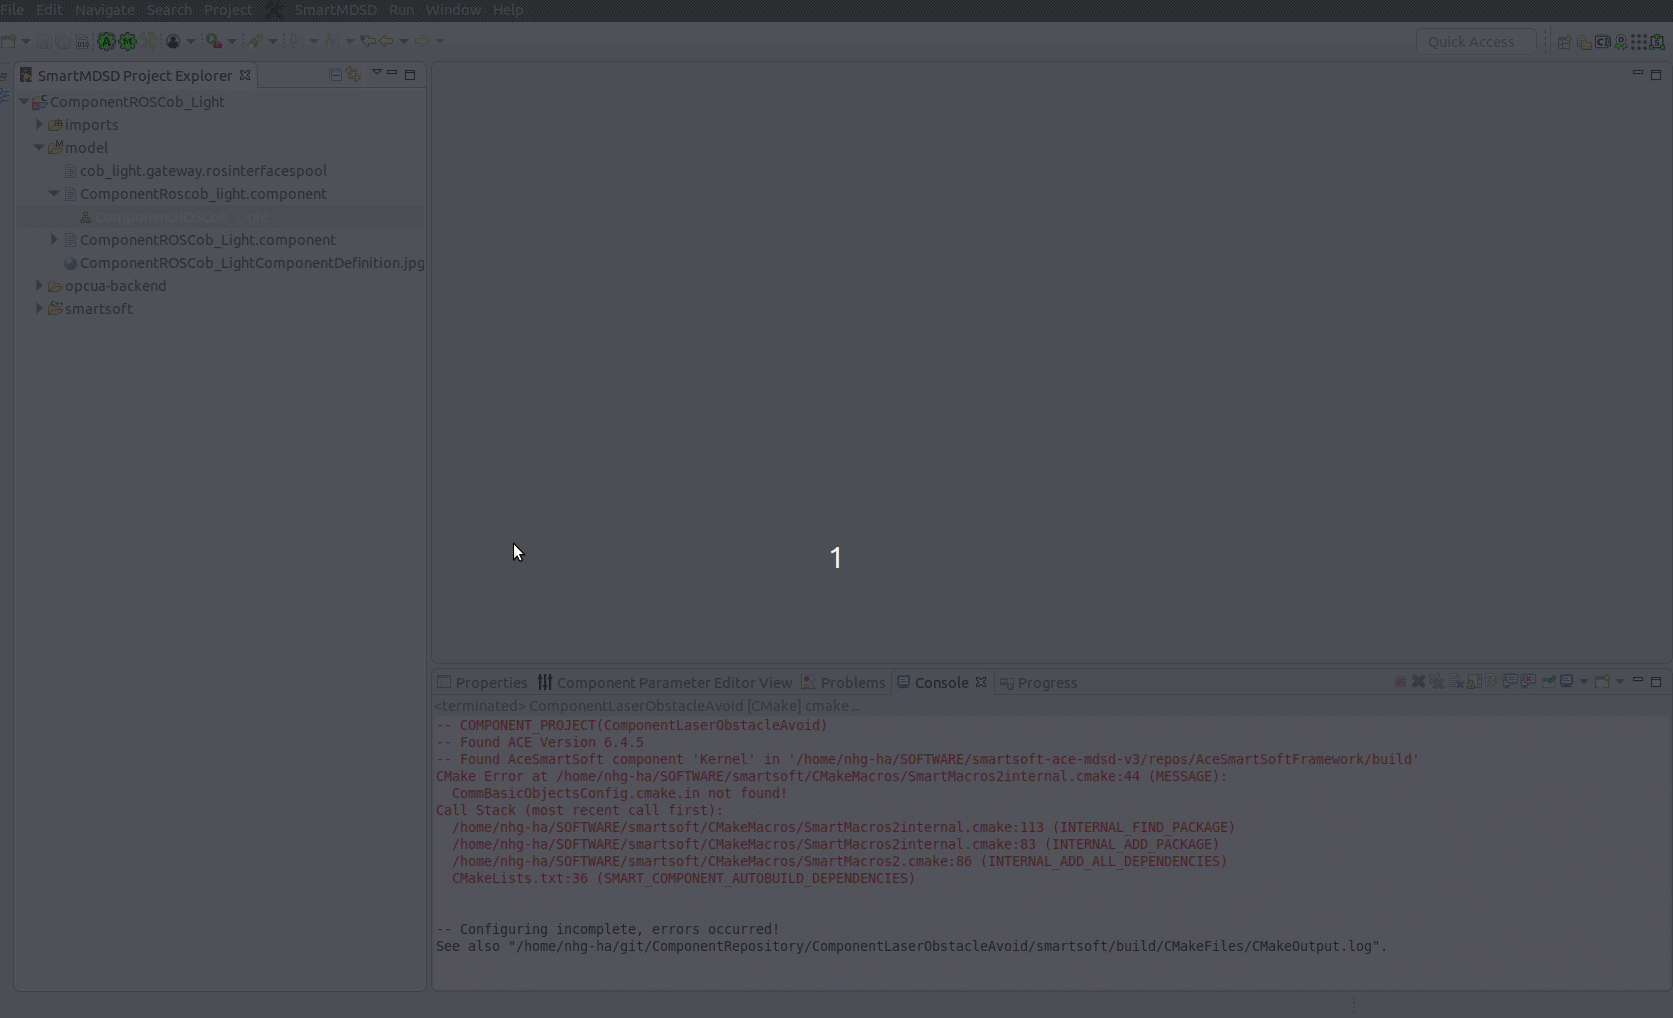 File Edit Navigate Search Project SmartMDSD Run Window Help
Quick Access
SmartMDSD Project Explorer
ComponentROSCob_Light
imports
model
cob_light.gateway.rosinterfacespool
ComponentRoscob_light.component
ComponentROSCob_Light
ComponentROSCob_Light.component
ComponentROSCob_LightComponentDefinition.jpg
opcua-backend
smartsoft
1
Properties Component Parameter Editor View Problems Console Progress
<terminated> ComponentLaserObstacleAvoid [CMake] cmake ..
-- COMPONENT_PROJECT(ComponentLaserObstacleAvoid)
-- Found ACE Version 6.4.5
-- Found AceSmartSoft component 'Kernel' in '/home/nhg-ha/SOFTWARE/smartsoft-ace-mdsd-v3/repos/AceSmartSoftFramework/build'
CMake Error at /home/nhg-ha/SOFTWARE/smartsoft/CMakeMacros/SmartMacros2internal.cmake:44 (MESSAGE):
CommBasicObjectsConfig.cmake.in not found!
Call Stack (most recent call first):
/home/nhg-ha/SOFTWARE/smartsoft/CMakeMacros/SmartMacros2internal.cmake:113 (INTERNAL_FIND_PACKAGE)
/home/nhg-ha/SOFTWARE/smartsoft/CMakeMacros/SmartMacros2internal.cmake:83 (INTERNAL_ADD_PACKAGE)
/home/nhg-ha/SOFTWARE/smartsoft/CMakeMacros/SmartMacros2.cmake:86 (INTERNAL_ADD_ALL_DEPENDENCIES)
CMakeLists.txt:36 (SMART_COMPONENT_AUTOBUILD_DEPENDENCIES)
-- Configuring incomplete, errors occurred!
See also "/home/nhg-ha/git/ComponentRepository/ComponentLaserObstacleAvoid/smartsoft/build/CMakeFiles/CMakeOutput.log".